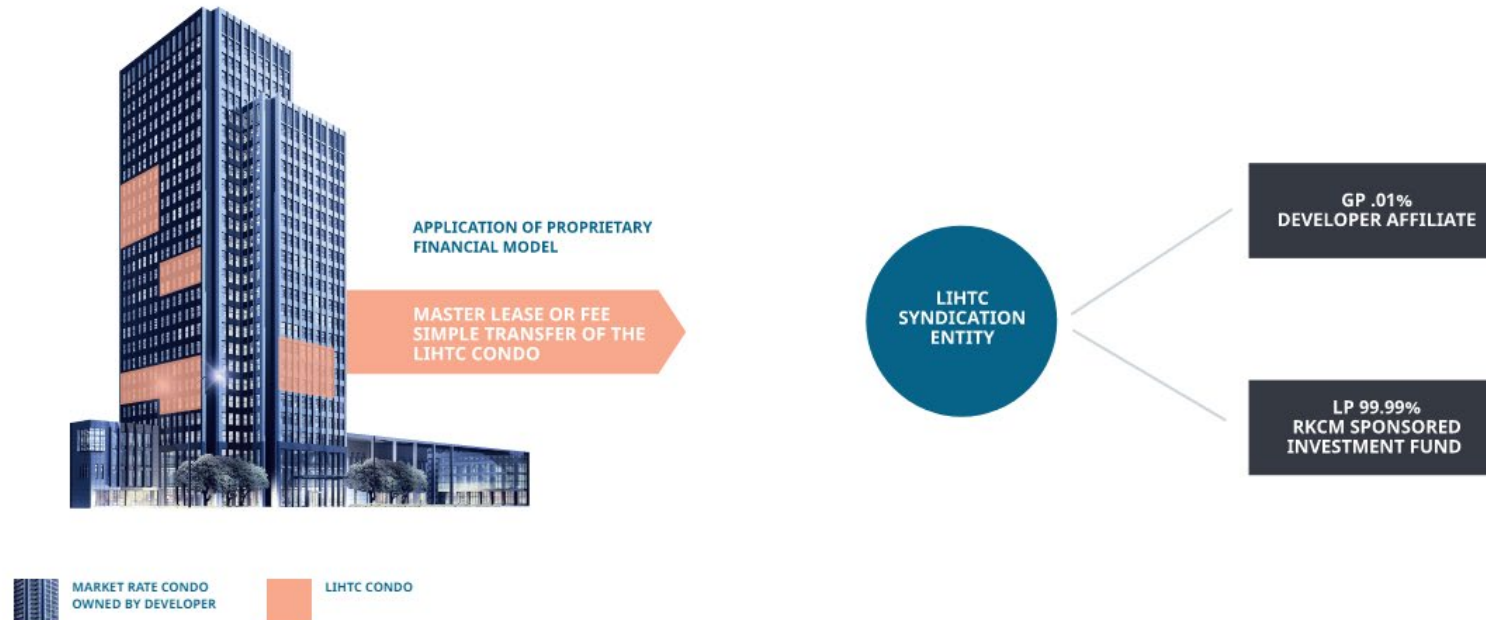 APPLICATION OF PROPRIETARY
FINANCIAL MODEL
MASTER LEASE OR FEE
SIMPLE TRANSFER OF THE
LIHTC CONDO
LIHTC
SYNDICATION
ENTITY
GP .01%
DEVELOPER AFFILIATE
LP 99.99%
RKCM SPONSORED
INVESTMENT FUND
MARKET RATE CONDO
OWNED BY DEVELOPER
LIHTC CONDO